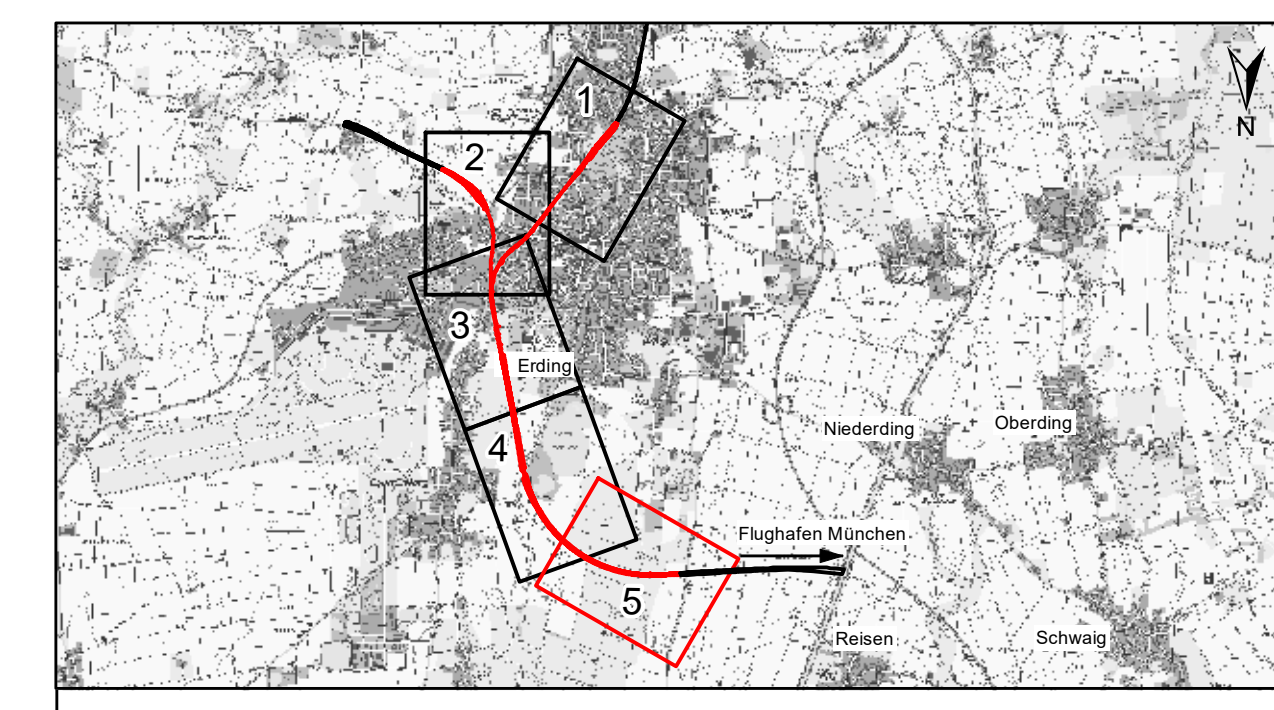 1
N
2
3
Erding
Oberding
Niederding
4
Flughafen München
5
Reisen
Schwaig